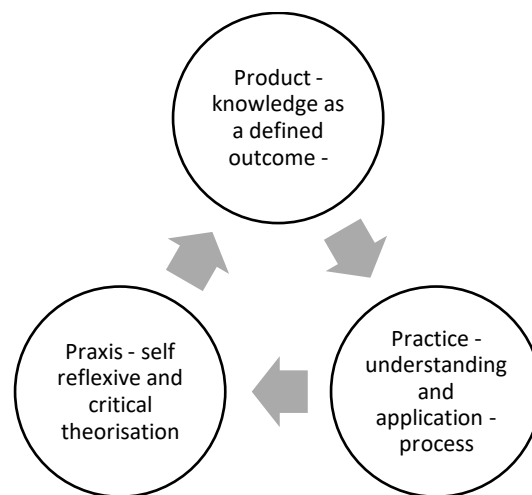 Product -
knowledge as
a defined
outcome -
Practice -
understanding
and
application -
process
Praxis - self
reflexive and
critical
theorisation